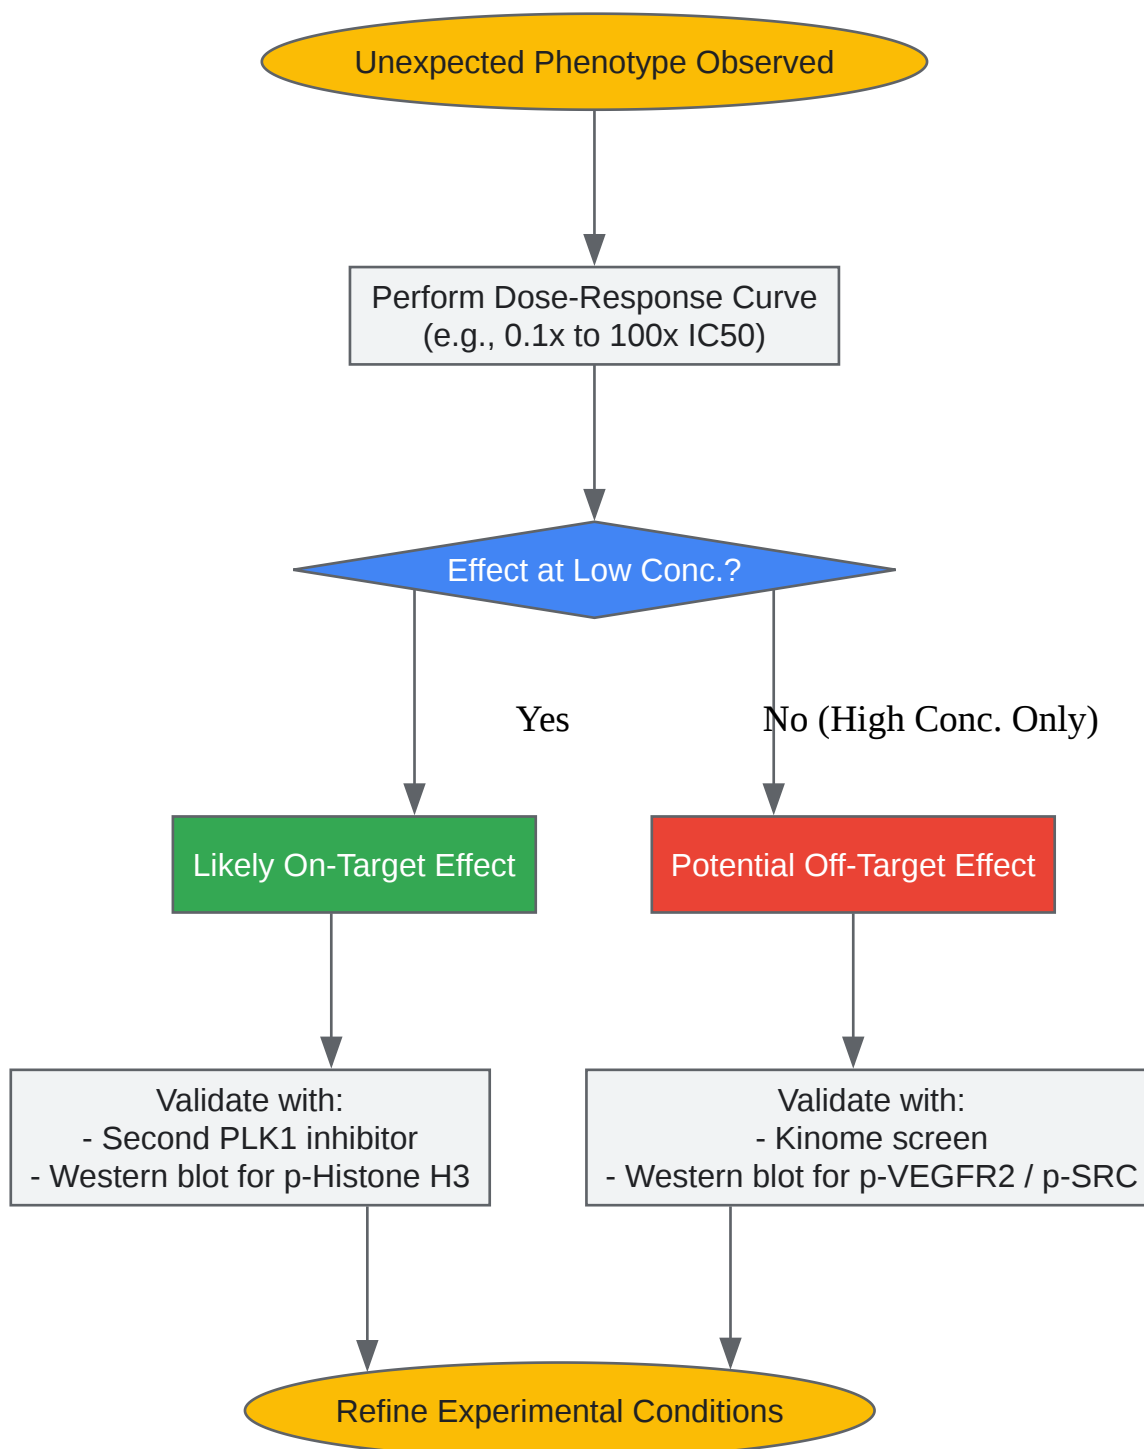 Unexpected Phenotype Observed
Perform Dose-Response Curve
(e.g., 0.1x to 100x IC50)
Effect at Low Conc.?
Yes
No (High Conc. Only)
Likely On-Target Effect
Potential Off-Target Effect
Validate with:
- Second PLK1 inhibitor
- Western blot for p-Histone H3
Validate with:
- Kinome screen
- Western blot for p-VEGFR2 / p-SRC
Refine Experimental Conditions